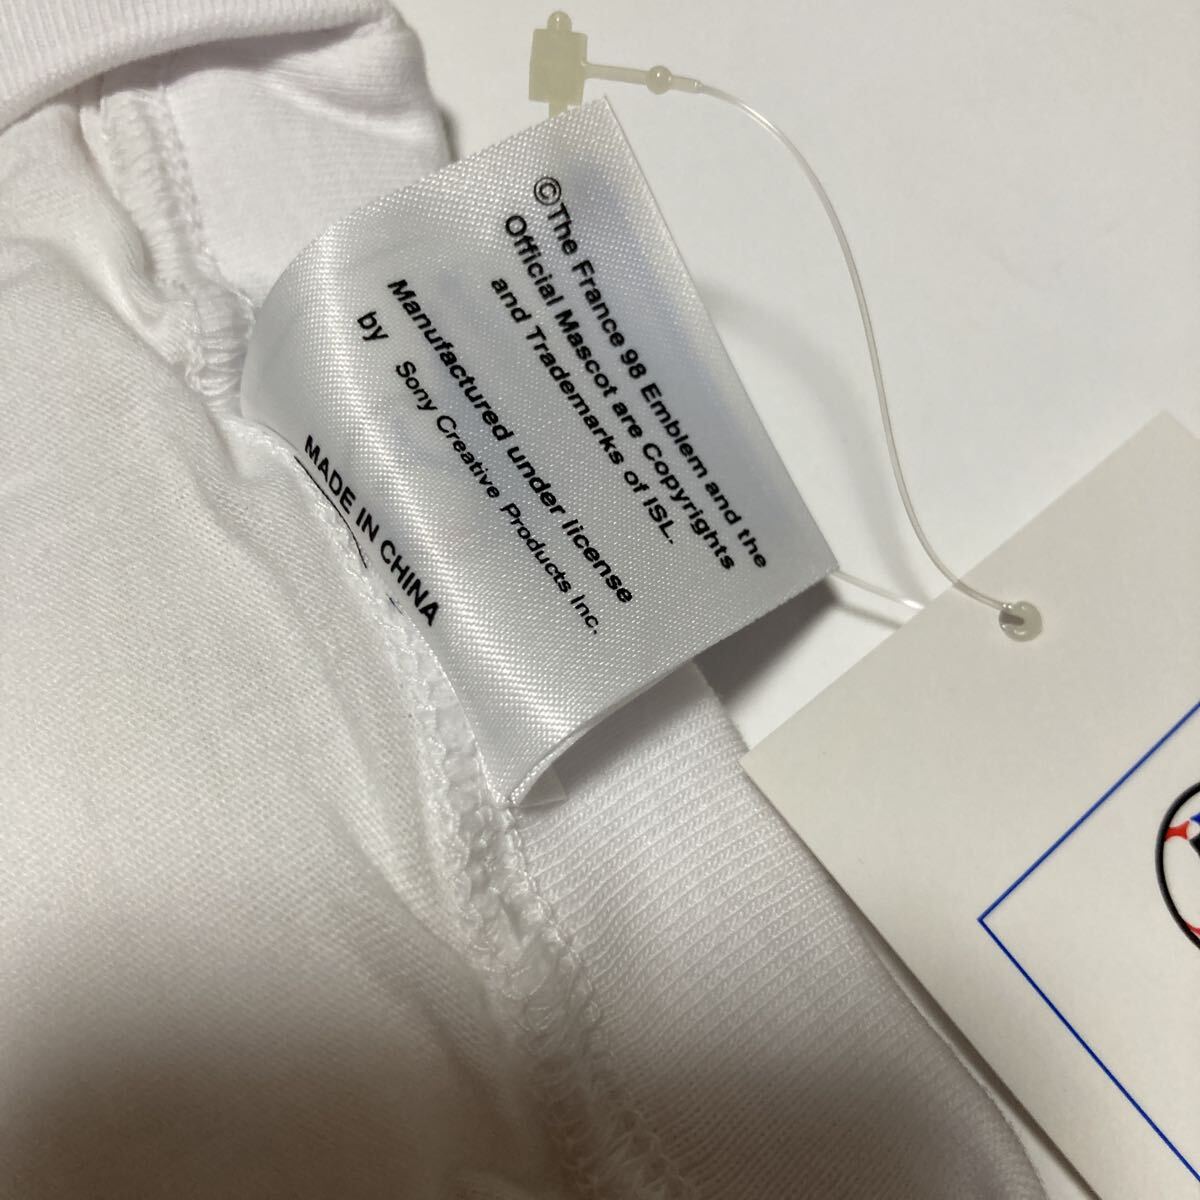 ©The France 98 Emblem and the
Official Mascot are Copyrights
and Trademarks of ISL.
Manufactured under license
by Sony Creative Products Inc.
MADE IN CHINA